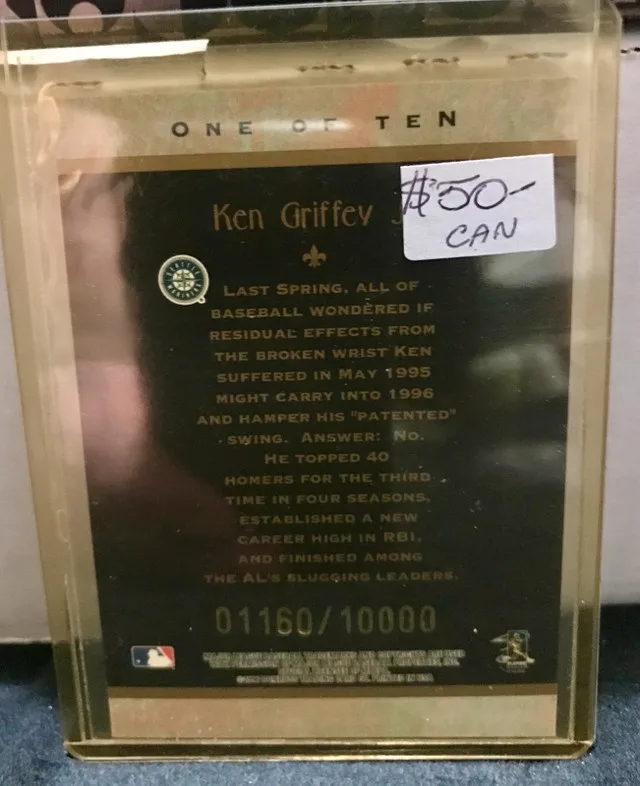 ONE OF TEN
$50-
CAN
Ken Griffey J
LAST SPRING, ALL OF
BASEBALL WONDERED IF
RESIDUAL EFFECTS FROM
THE BROKEN WRIST KEN
SUFFERED IN MAY 1995
MIGHT CARRY INTO 1996
AND HAMPER HIS "PATENTED"
SWING. ANSWER: NO.
HE TOPPED 40
HOMERS FOR THE THIRD
TIME IN FOUR SEASONS,
ESTABLISHED A NEW
CAREER HIGH IN RBI,
AND FINISHED AMONG
THE AL'S SLUGGING LEADERS.
01160/10000